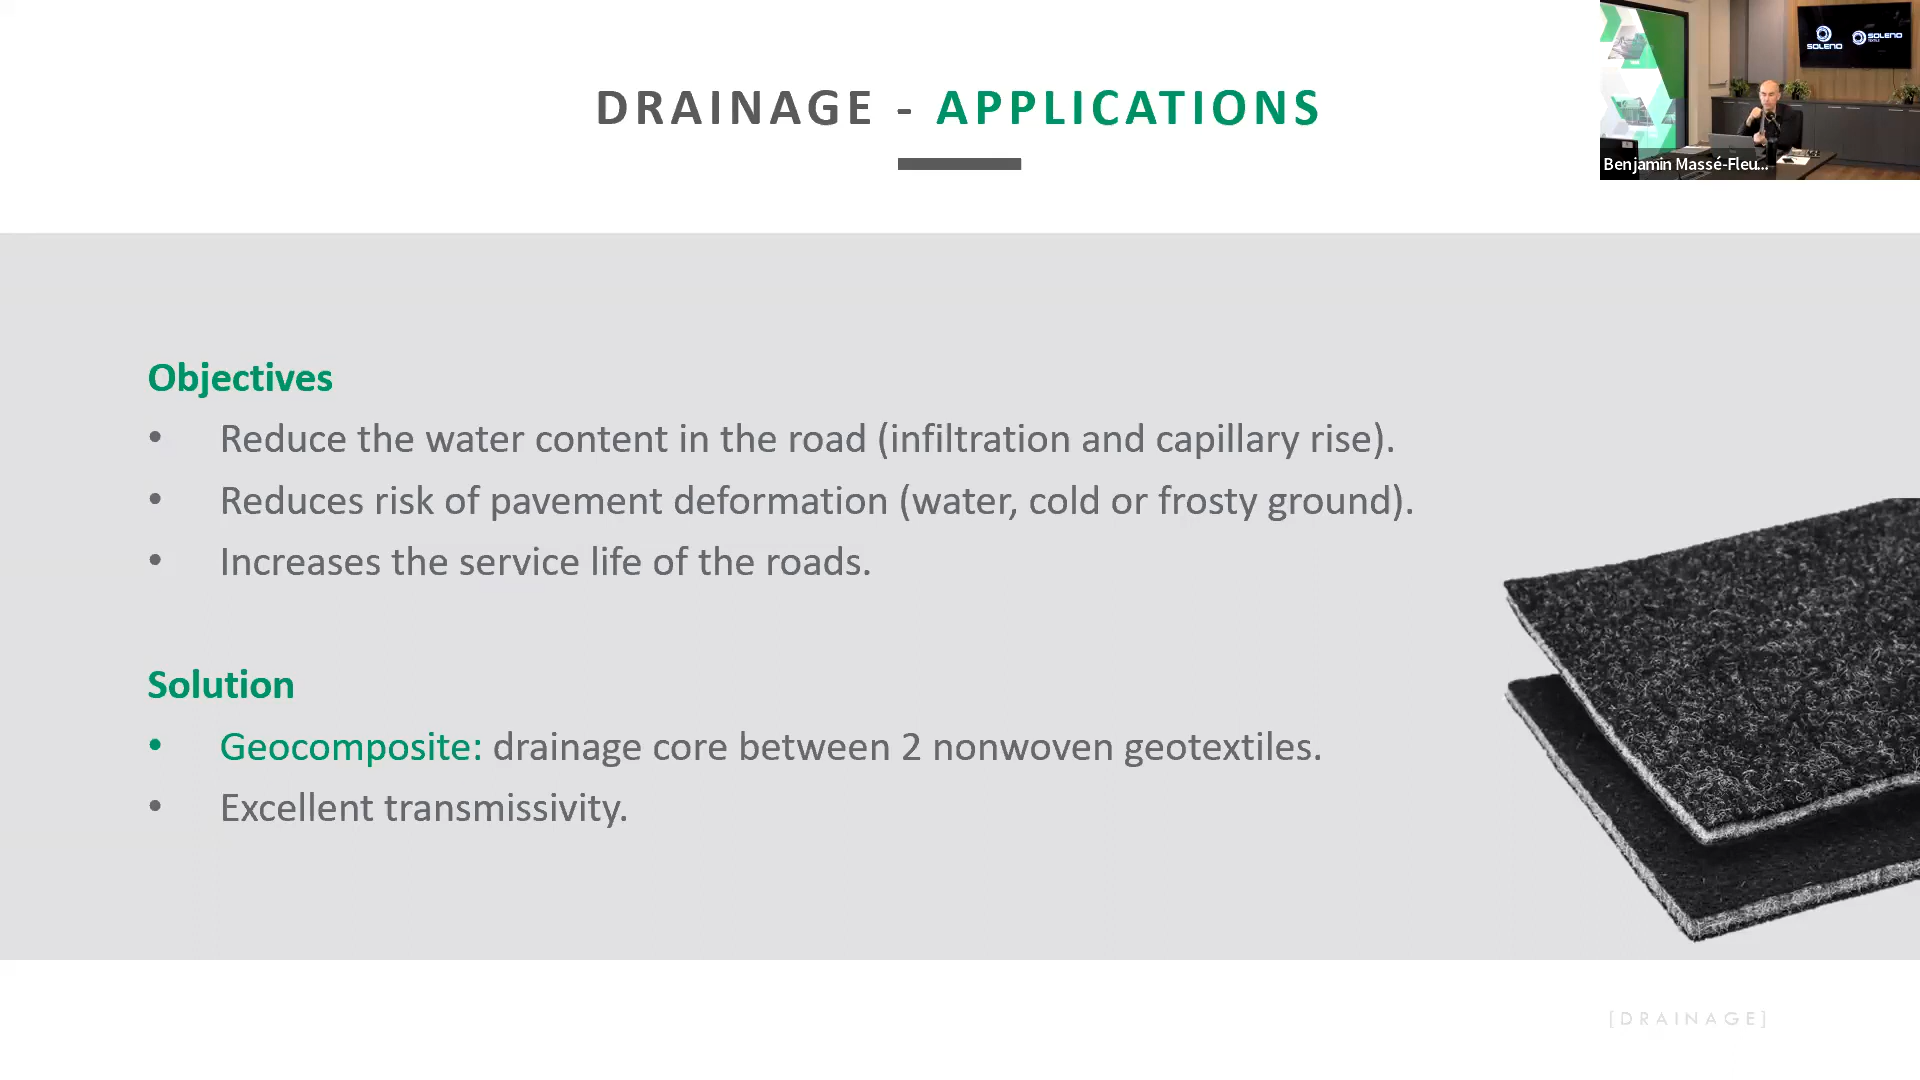 DRAINAGE - APPLICATIONS
SOLENO
SOLENO
Benjamin Massé-Fleu...
Objectives
• Reduce the water content in the road (infiltration and capillary rise).
• Reduces risk of pavement deformation (water, cold or frosty ground).
• Increases the service life of the roads.
Solution
• Geocomposite: drainage core between 2 nonwoven geotextiles.
• Excellent transmissivity.
[DRAINAGE]